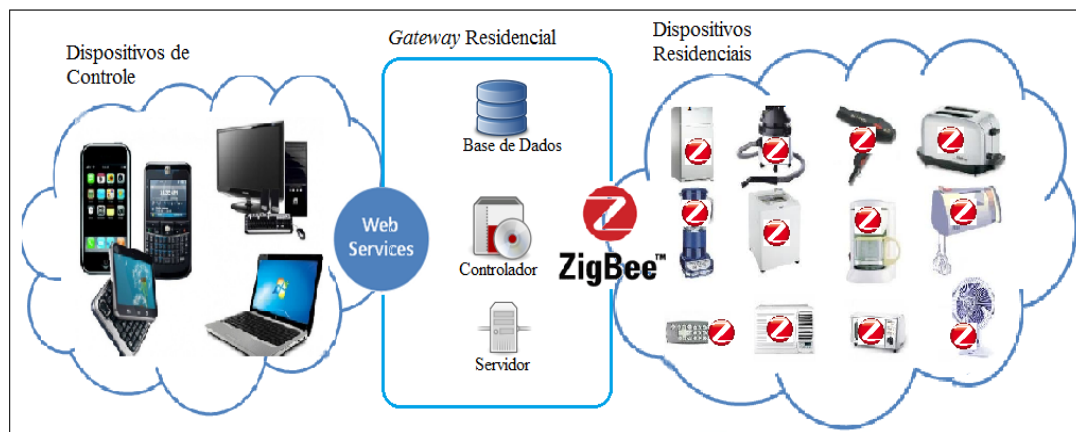 Dispositivos de
Controle
Gateway Residencial
Dispositivos
Residenciais
Base de Dados
Web
Services
Controlador
ZigBee™
Servidor